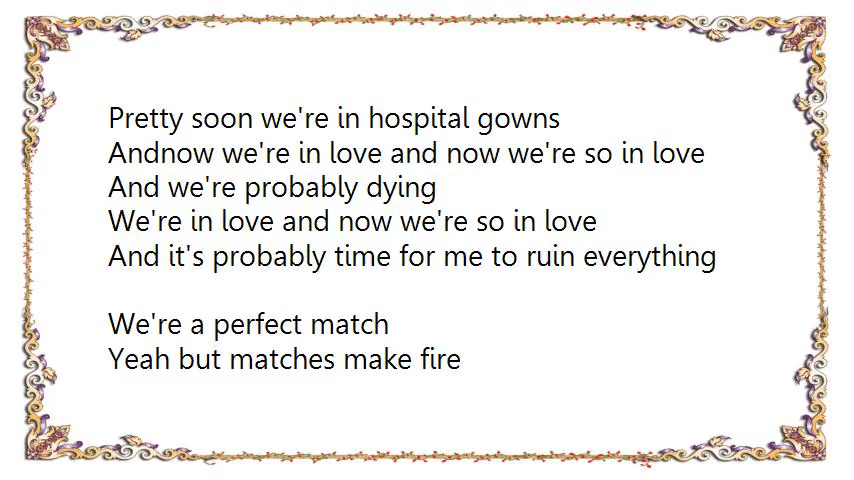 Pretty soon we're in hospital gowns
Andnow we're in love and now we're so in love
And we're probably dying
We're in love and now we're so in love
And it's probably time for me to ruin everything
We're a perfect match
Yeah but matches make fire